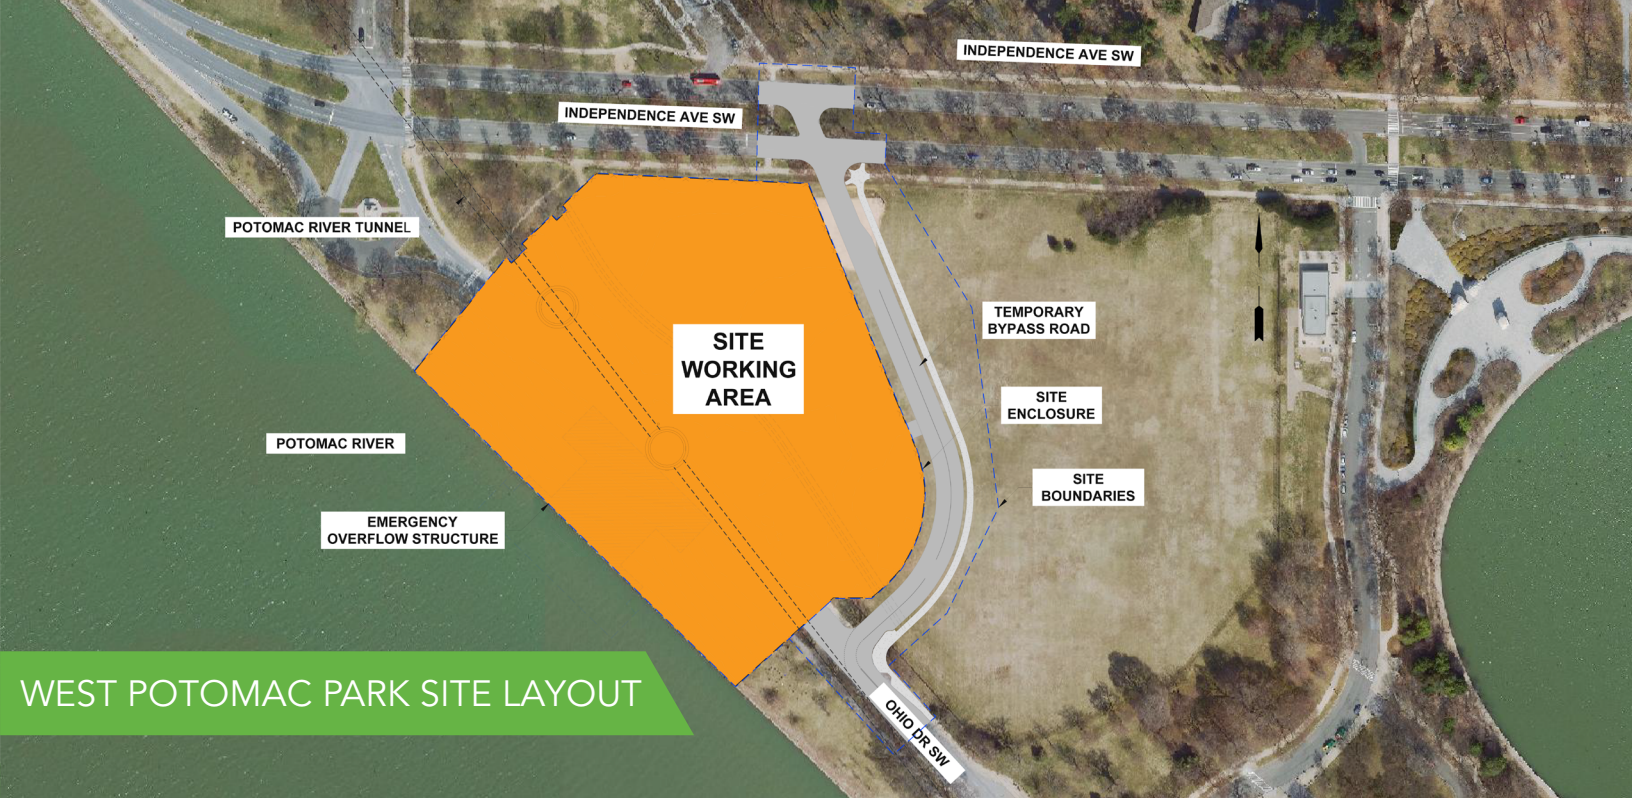 INDEPENDENCE AVE SW
INDEPENDENCE AVE SW
POTOMAC RIVER TUNNEL
TEMPORARY
BYPASS ROAD
SITE
WORKING
AREA
SITE
ENCLOSURE
POTOMAC RIVER
SITE
BOUNDARIES
EMERGENCY
OVERFLOW STRUCTURE
WEST POTOMAC PARK SITE LAYOUT
OHIO DR SW